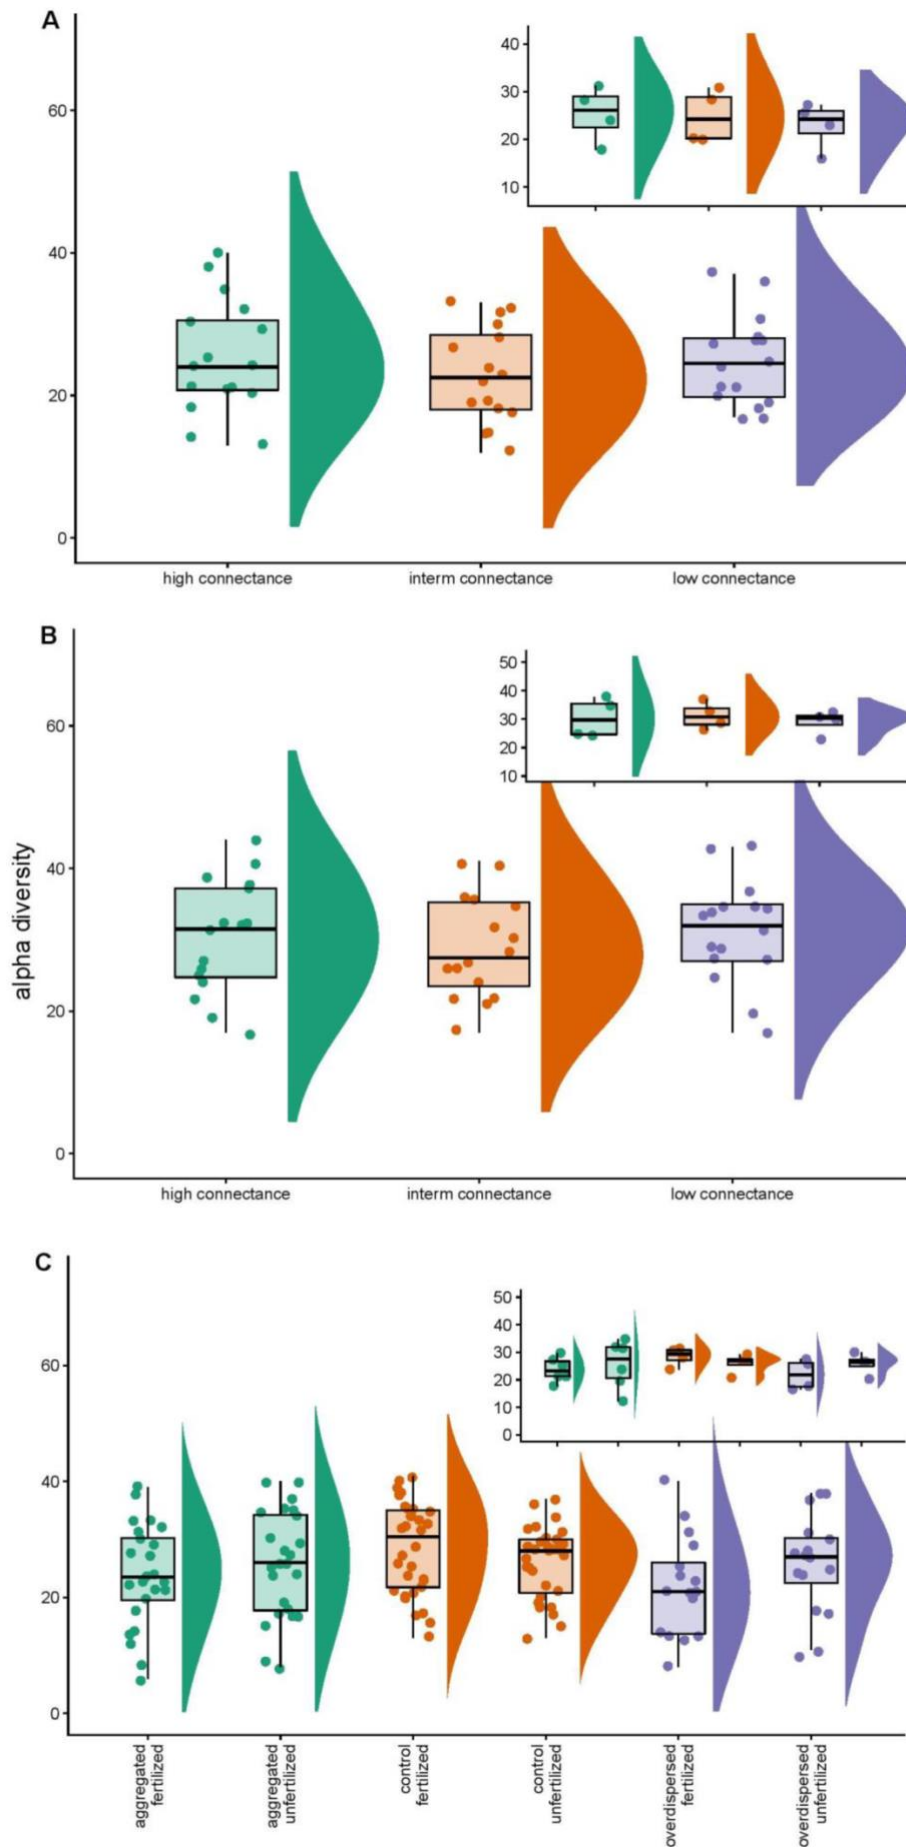 A
60
40
20
0
40
30
20
10
high connectance
interm connectance
low connectance
B
60
40
20
0
50
40
30
20
10
alpha diversity
high connectance
interm connectance
low connectance
C
60
40
20
0
50
40
30
20
10
0
aggregated
fertilized
aggregated
unfertilized
control
fertilized
control
unfertilized
overdispersed
fertilized
overdispersed
unfertilized